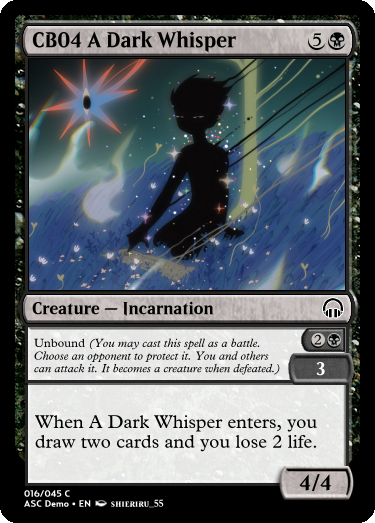 CB04 A Dark Whisper 5
Creature — Incarnation
Unbound (You may cast this spell as a battle. 2
Choose an opponent to protect it. You and others
can attack it. It becomes a creature when defeated.) 3
When A Dark Whisper enters, you
draw two cards and you lose 2 life.
4/4
016/045 C
ASC Demo • EN SHIERIRU_55